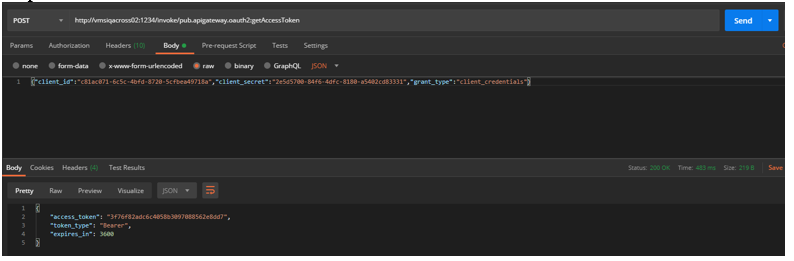 POST http://vmsiqacross02:1234/invoke/pub.apigateway.oauth2:getAccessToken Send
Params Authorization Headers (10) Body Pre-request Script Tests Settings
none form-data x-www-form-urlencoded raw binary GraphQL JSON
1 {"client_id":"c81ac071-6c5c-4bfd-8720-5cfbea49718a","client_secret":"2e5d5700-84f6-4dfc-8180-a5402cd83331","grant_type":"client_credentials"}
Body Cookies Headers (4) Test Results Status: 200 OK Time: 483 ms Size: 219 B Save
Pretty Raw Preview Visualize JSON
1 {
2 "access_token": "3f76f82adc6c4058b3097088562e8dd7",
3 "token_type": "Bearer",
4 "expires_in": 3600
5 }